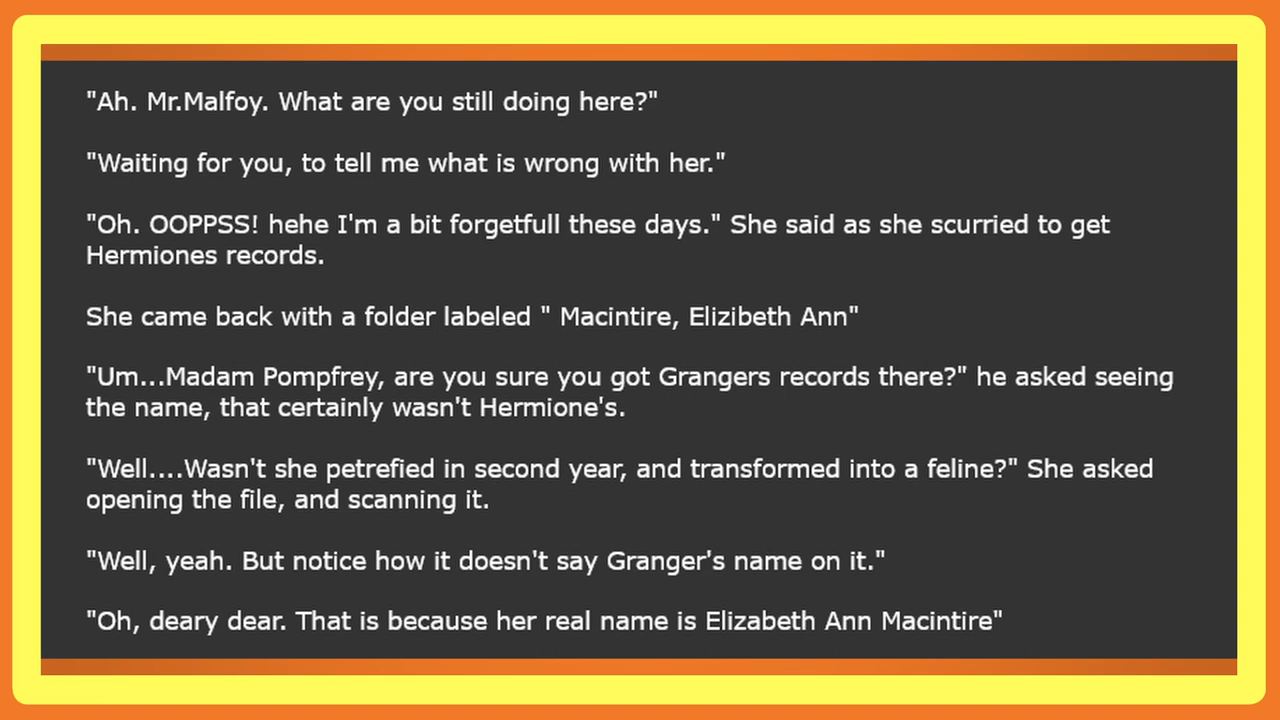 "Ah. Mr.Malfoy. What are you still doing here?"
"Waiting for you, to tell me what is wrong with her."
"Oh. OOPPSS! hehe I'm a bit forgetfull these days." She said as she scurried to get
Hermiones records.
She came back with a folder labeled " Macintire, Elizibeth Ann"
"Um...Madam Pompfrey, are you sure you got Grangers records there?" he asked seeing
the name, that certainly wasn't Hermione's.
"Well....Wasn't she petrefied in second year, and transformed into a feline?" She asked
opening the file, and scanning it.
"Well, yeah. But notice how it doesn't say Granger's name on it."
"Oh, deary dear. That is because her real name is Elizabeth Ann Macintire"